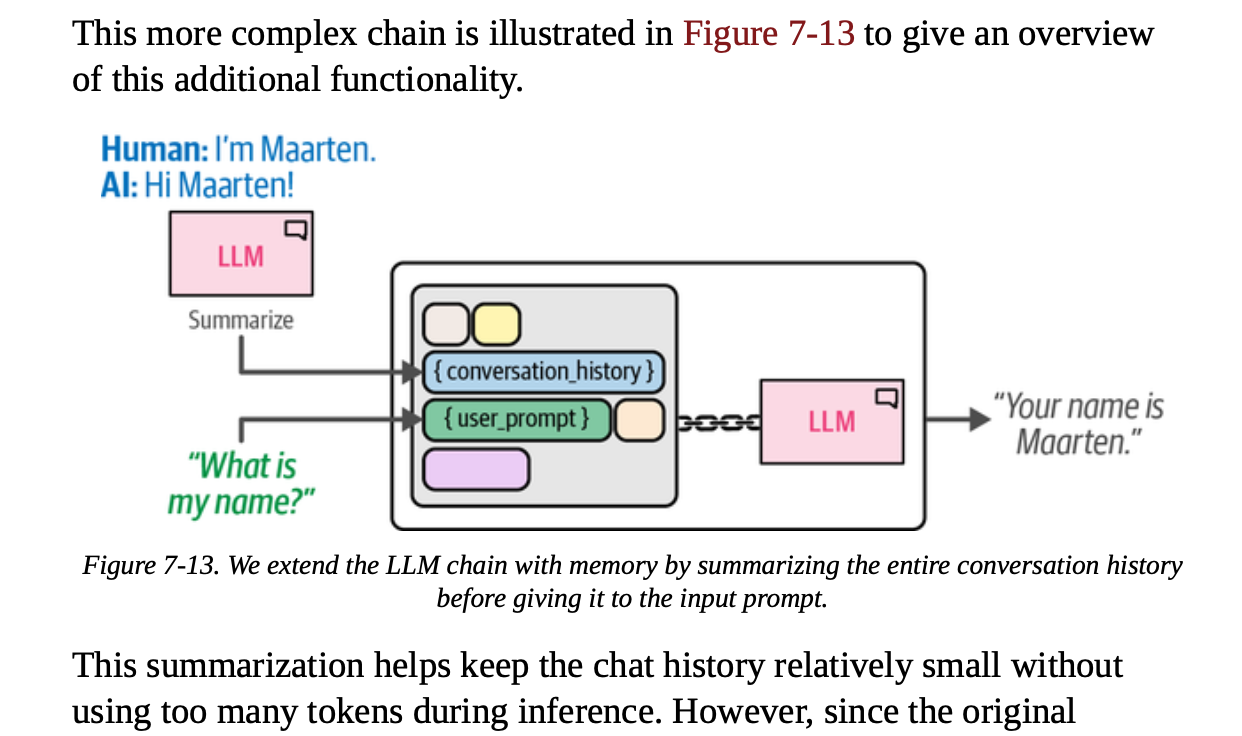 This more complex chain is illustrated in Figure 7-13 to give an overview
of this additional functionality.
Human: I'm Maarten.
AI: Hi Maarten!
LLM
Summarize
{ conversation_history }
{ user_prompt }
“What is
my name?”
LLM
“Your name is
Maarten.”
Figure 7-13. We extend the LLM chain with memory by summarizing the entire conversation history
before giving it to the input prompt.
This summarization helps keep the chat history relatively small without
using too many tokens during inference. However, since the original